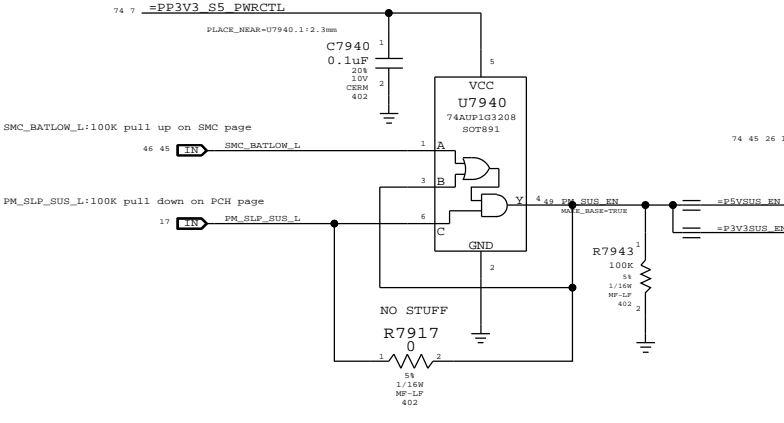 74 7 =PP3V3_S5_PWRCTL
PLACE_NEAR=U7940.1:2.3mm
C7940
0.1uF
20%
10V
CERM
402
1
2
5
VCC
U7940
74AUP1G3208
SOT891
SMC_BATLOW_L:100K pull up on SMC page
46 45 IN SMC_BATLOW_L 1 A
3 B
PM_SLP_SUS_L:100K pull down on PCH page
17 IN PM_SLP_SUS_L 6 C
Y 4 49 PM_SUS_EN
MAKE_BASE=TRUE
GND
2
74 45 26 1
=P5VSUS_EN
=P3V3SUS_EN
R7943
100K
5%
1/16W
MF-LF
402
1
2
NO STUFF
R7917
0
1 2
5%
1/16W
MF-LF
402